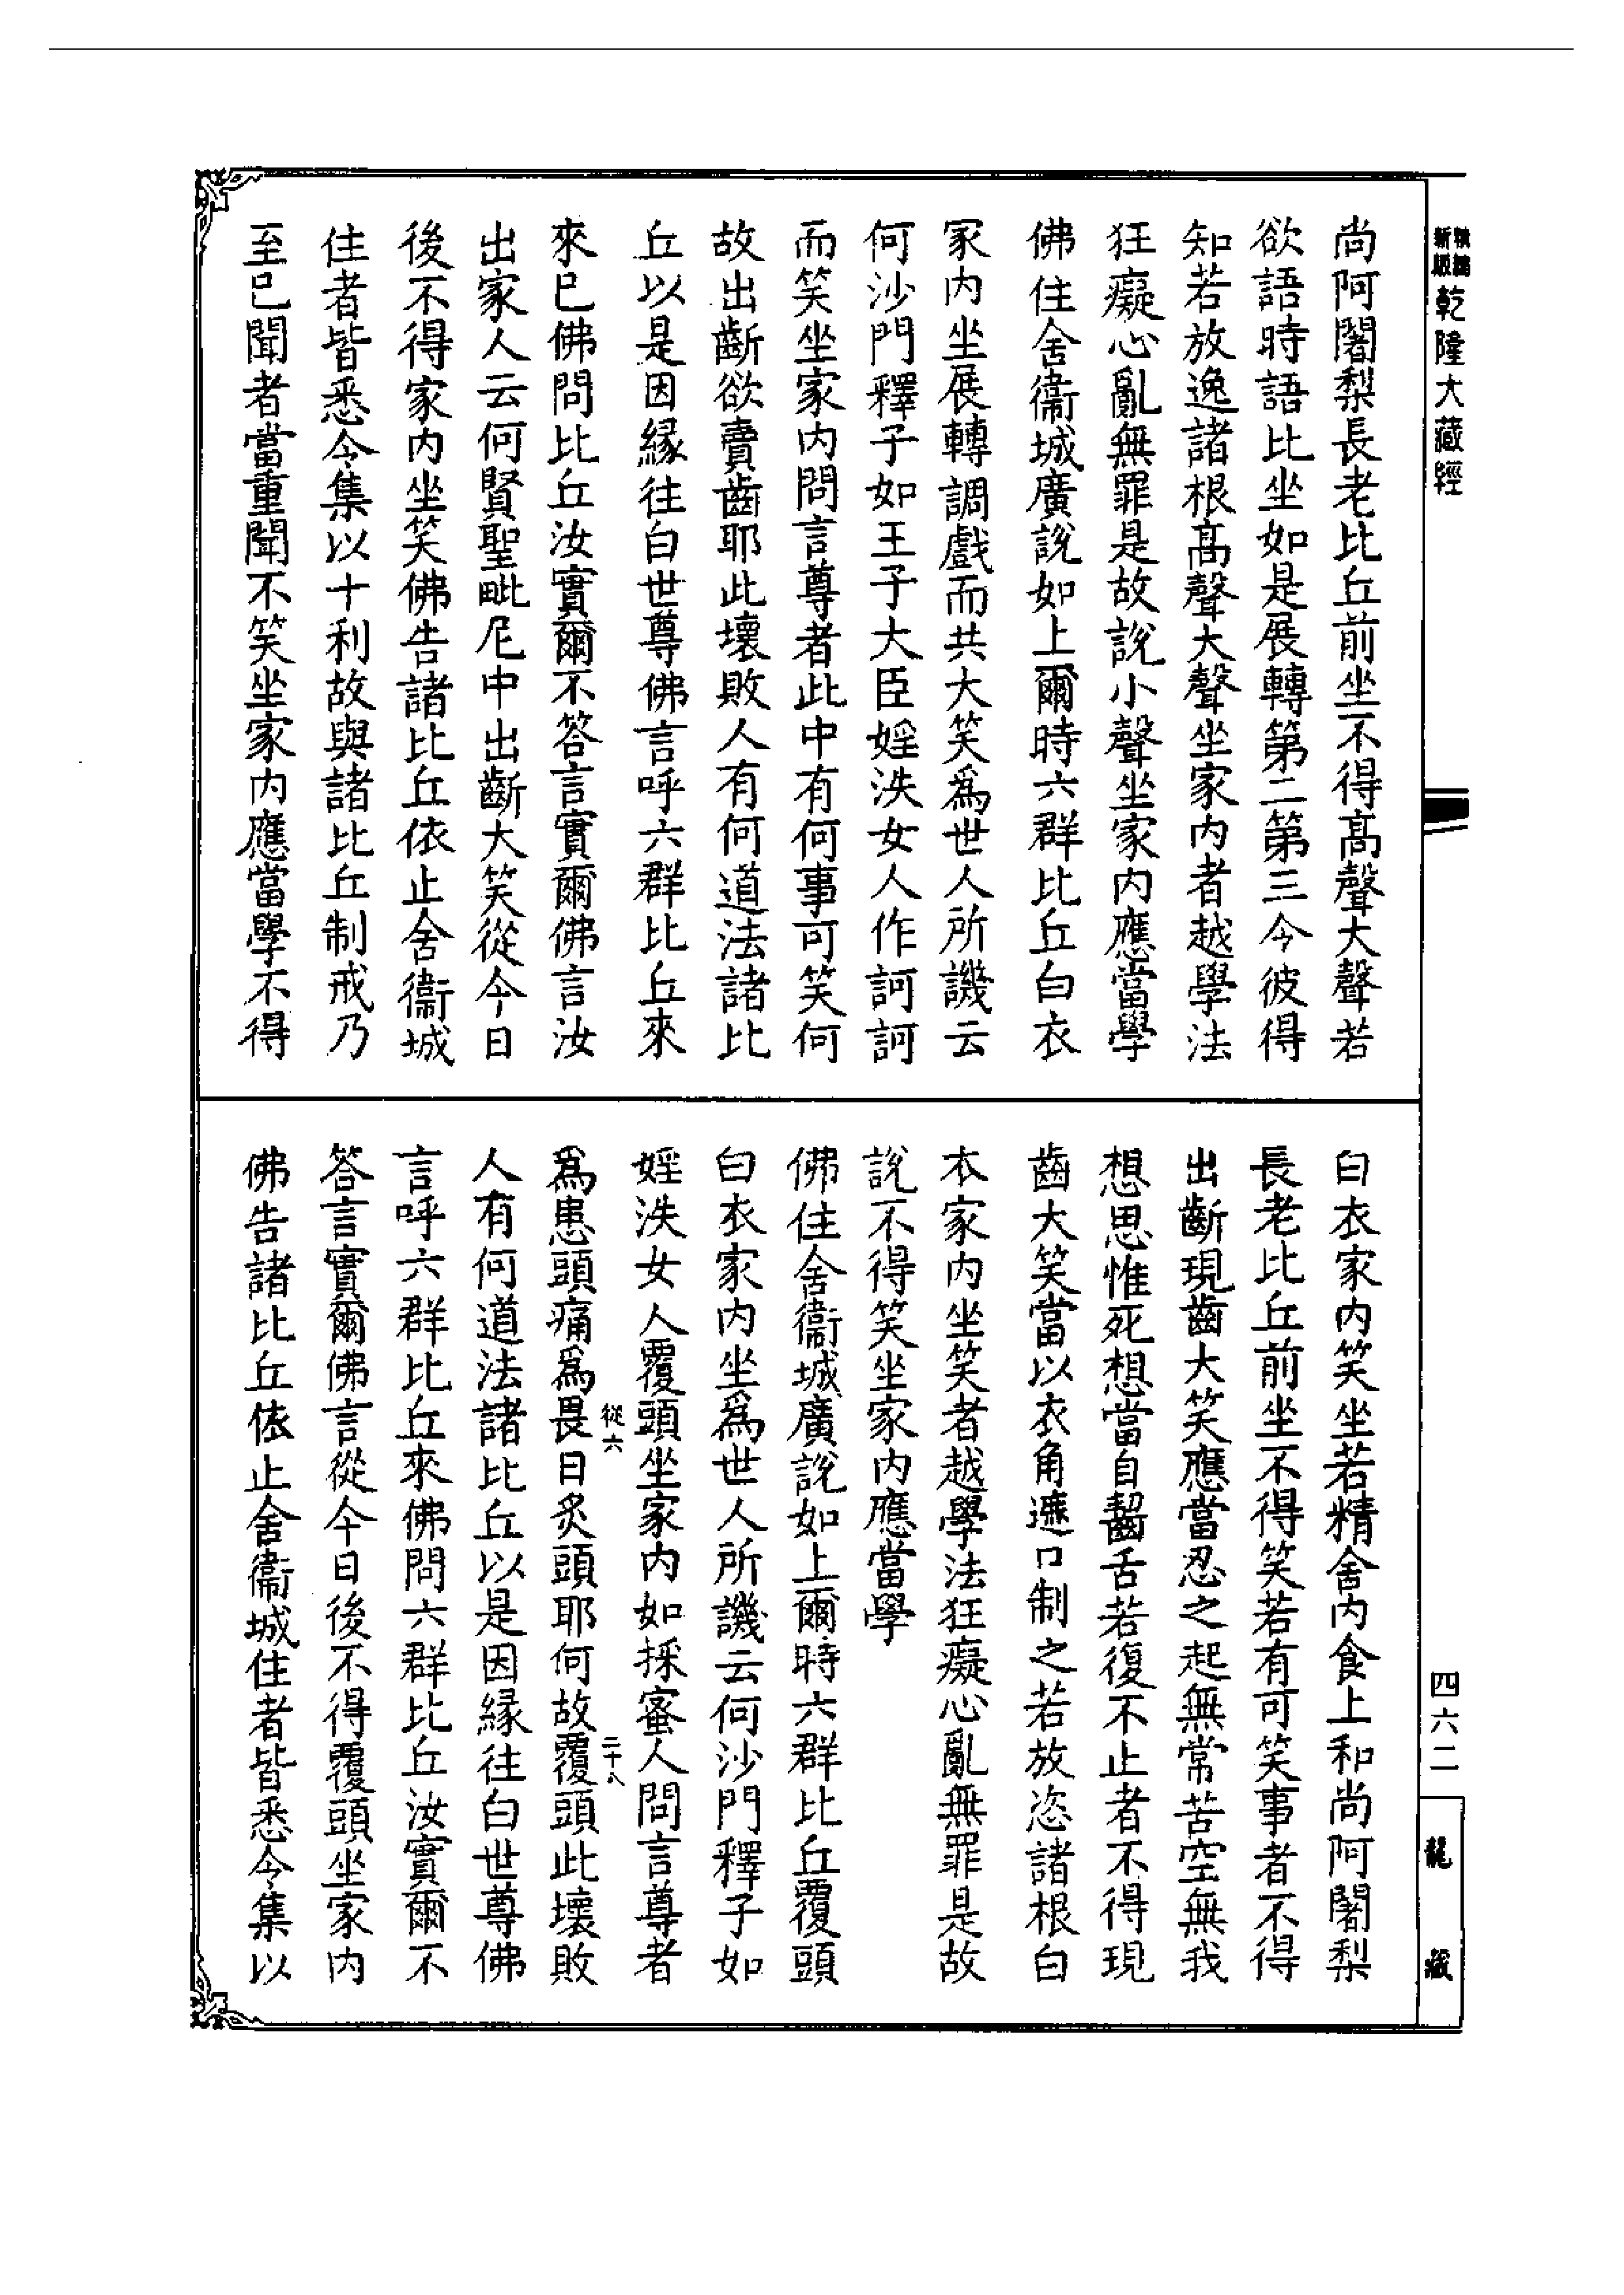 新版
乾隆大藏經
尚阿闍梨長老比丘前坐不得高聲大聲若
欲語時語語比坐如是展轉第二第三今彼得
知若放逸諸根高聲大聲坐家内者越學法
狂癡心亂無罪是故說小聲坐家内應當學
佛住舍衞城廣說如上爾時六群比丘白衣
家内坐展轉調戲而共大笑爲世人所譏云
何沙門釋子如王子大臣婬泆女人作訶訶
而笑坐家内問言尊者此中有何事可笑何
故出齗欲賣齒耶此壞敗人有何道法諸比
丘以是因緣往白世尊佛言呼六群比丘來
來已佛問比丘汝實爾不答言實爾佛言汝
出家人云何賢聖毗尼中出齗大笑從今日
後不得家内坐笑佛告諸比丘依止舍衞城
住者皆悉令集以十利故與諸比丘制戒乃
至已聞者當重聞不笑坐家内應當學不得
白衣家内笑坐若精舍内食上和尚阿闍梨
長老比丘前坐不得笑若有可笑事者不得
出齗現齒大笑應當忍之起無常苦空無我
想思惟死想當自齧舌若復不止者不得現
齒大笑當以衣角遮口制之若放恣諸根白
衣家内坐笑者越學法狂癡心亂無罪是故
說不得笑坐家内應當學
佛住舍衞城廣說如上爾時六群比丘覆頭
白衣家内坐爲世人所譏云何沙門釋子如
婬泆女人覆頭坐家内如採蜜人問言尊者
從六
二十八
爲患頭痛爲畏日炙頭耶何故覆頭此壞敗
人有何道法諸比丘以是因緣往白世尊佛
言呼六群比丘來佛問六群比丘汝實爾不
答言實爾佛言從今日後不得覆頭坐家内
佛告諸比丘依止舍衞城住者皆悉令集以
四六二
龍藏